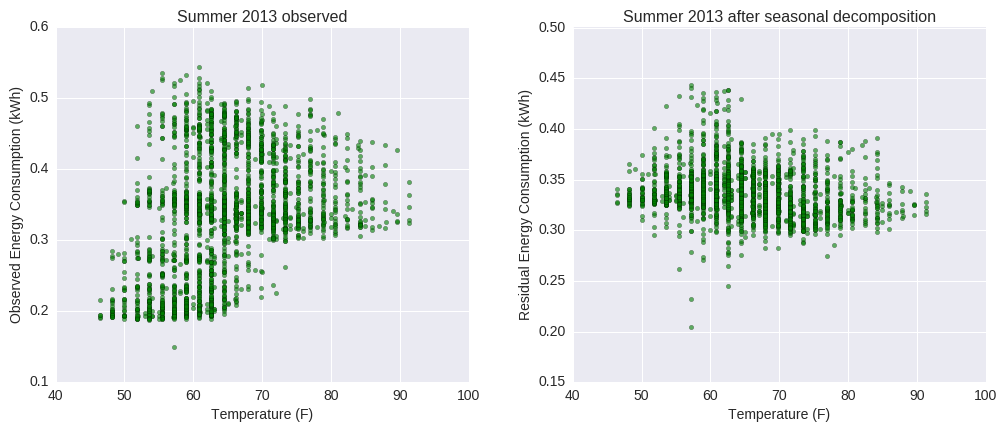 Summer 2013 observed
0.6
0.5
0.4
0.3
0.2
0.1
Observed Energy Consumption (kWh)
40 50 60 70 80 90 100
Temperature (F)
Summer 2013 after seasonal decomposition
0.50
0.45
0.40
0.35
0.30
0.25
0.20
0.15
Residual Energy Consumption (kWh)
40 50 60 70 80 90 100
Temperature (F)